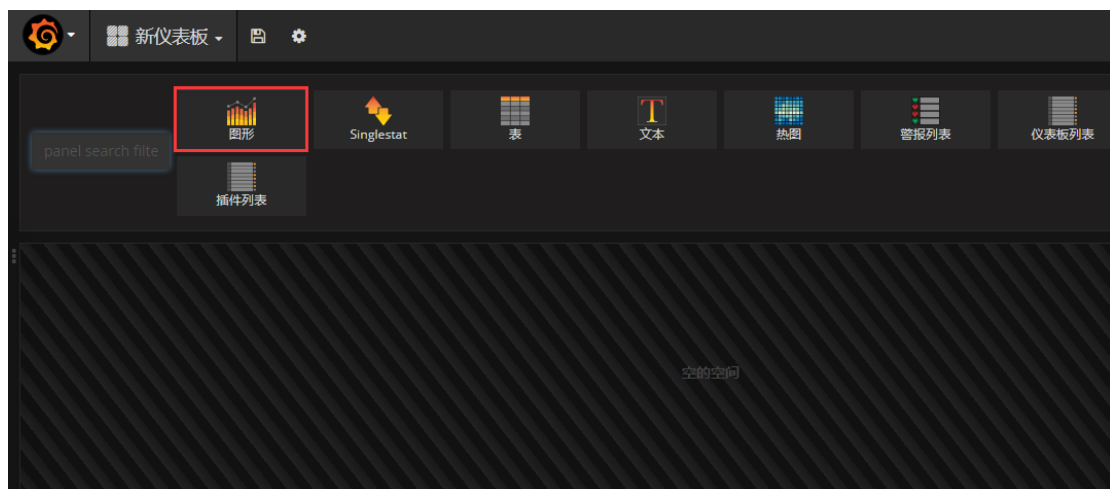 新仪表板
panel search filte
图形
Singlestat
表
文本
热图
警报列表
仪表板列表
插件列表
空的空间